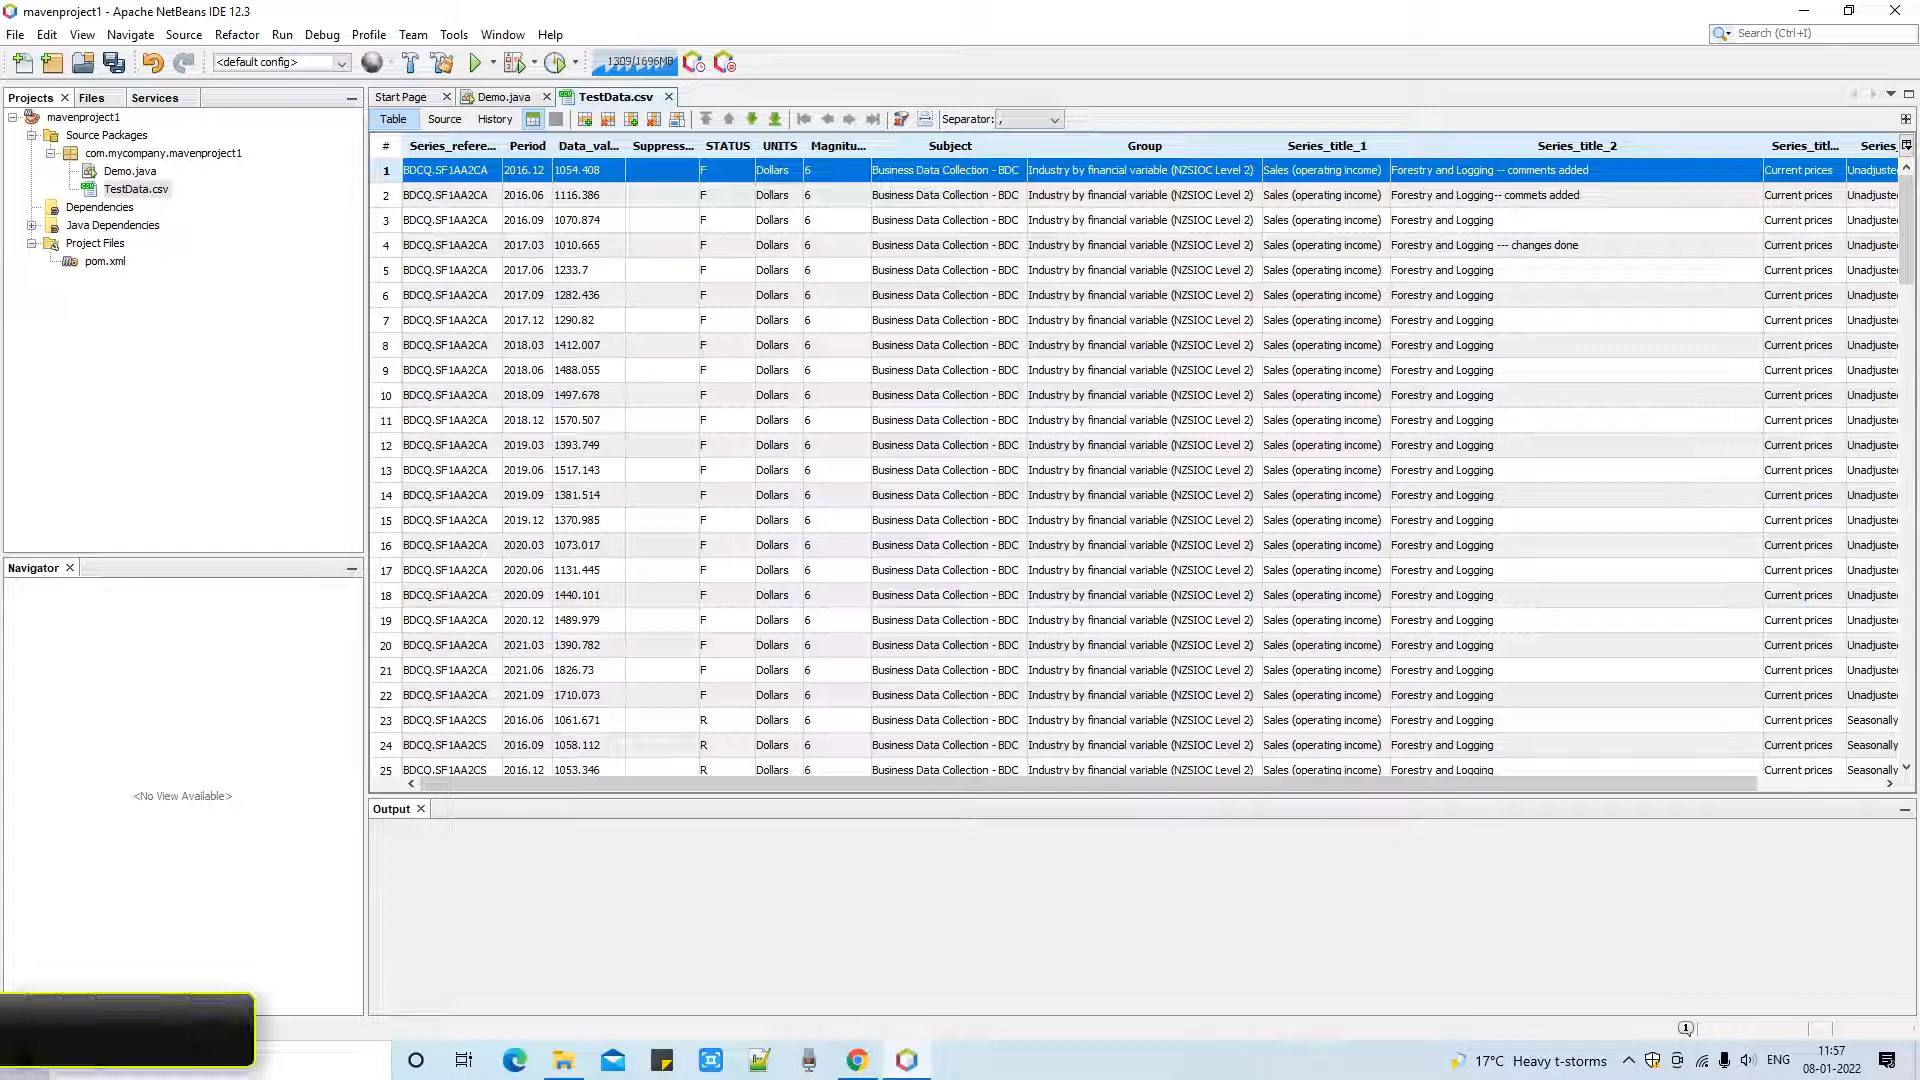 mavenproject1 - Apache NetBeans IDE 12.3
File Edit View Navigate Source Refactor Run Debug Profile Team Tools Window Help
Search (Ctrl+I)
<default config>
1309/1696MB
Projects Files Services
mavenproject1
Source Packages
com.mycompany.mavenproject1
Demo.java
TestData.csv
Dependencies
Java Dependencies
Project Files
pom.xml
Navigator
<No View Available>
Start Page Demo.java TestData.csv
Table Source History Separator: ,
# Series_refere... Period Data_val... Suppress... STATUS UNITS Magnitu... Subject Group Series_title_1 Series_title_2 Series_titl... Series_
1 BDCQ.SF1AA2CA 2016.12 1054.408 F Dollars 6 Business Data Collection - BDC Industry by financial variable (NZSIOC Level 2) Sales (operating income) Forestry and Logging -- comments added Current prices Unadjuste
2 BDCQ.SF1AA2CA 2016.06 1116.386 F Dollars 6 Business Data Collection - BDC Industry by financial variable (NZSIOC Level 2) Sales (operating income) Forestry and Logging-- commets added Current prices Unadjuste
3 BDCQ.SF1AA2CA 2016.09 1070.874 F Dollars 6 Business Data Collection - BDC Industry by financial variable (NZSIOC Level 2) Sales (operating income) Forestry and Logging Current prices Unadjuste
4 BDCQ.SF1AA2CA 2017.03 1010.665 F Dollars 6 Business Data Collection - BDC Industry by financial variable (NZSIOC Level 2) Sales (operating income) Forestry and Logging --- changes done Current prices Unadjuste
5 BDCQ.SF1AA2CA 2017.06 1233.7 F Dollars 6 Business Data Collection - BDC Industry by financial variable (NZSIOC Level 2) Sales (operating income) Forestry and Logging Current prices Unadjuste
6 BDCQ.SF1AA2CA 2017.09 1282.436 F Dollars 6 Business Data Collection - BDC Industry by financial variable (NZSIOC Level 2) Sales (operating income) Forestry and Logging Current prices Unadjuste
7 BDCQ.SF1AA2CA 2017.12 1290.82 F Dollars 6 Business Data Collection - BDC Industry by financial variable (NZSIOC Level 2) Sales (operating income) Forestry and Logging Current prices Unadjuste
8 BDCQ.SF1AA2CA 2018.03 1412.007 F Dollars 6 Business Data Collection - BDC Industry by financial variable (NZSIOC Level 2) Sales (operating income) Forestry and Logging Current prices Unadjuste
9 BDCQ.SF1AA2CA 2018.06 1488.055 F Dollars 6 Business Data Collection - BDC Industry by financial variable (NZSIOC Level 2) Sales (operating income) Forestry and Logging Current prices Unadjuste
10 BDCQ.SF1AA2CA 2018.09 1497.678 F Dollars 6 Business Data Collection - BDC Industry by financial variable (NZSIOC Level 2) Sales (operating income) Forestry and Logging Current prices Unadjuste
11 BDCQ.SF1AA2CA 2018.12 1570.507 F Dollars 6 Business Data Collection - BDC Industry by financial variable (NZSIOC Level 2) Sales (operating income) Forestry and Logging Current prices Unadjuste
12 BDCQ.SF1AA2CA 2019.03 1393.749 F Dollars 6 Business Data Collection - BDC Industry by financial variable (NZSIOC Level 2) Sales (operating income) Forestry and Logging Current prices Unadjuste
13 BDCQ.SF1AA2CA 2019.06 1517.143 F Dollars 6 Business Data Collection - BDC Industry by financial variable (NZSIOC Level 2) Sales (operating income) Forestry and Logging Current prices Unadjuste
14 BDCQ.SF1AA2CA 2019.09 1381.514 F Dollars 6 Business Data Collection - BDC Industry by financial variable (NZSIOC Level 2) Sales (operating income) Forestry and Logging Current prices Unadjuste
15 BDCQ.SF1AA2CA 2019.12 1370.985 F Dollars 6 Business Data Collection - BDC Industry by financial variable (NZSIOC Level 2) Sales (operating income) Forestry and Logging Current prices Unadjuste
16 BDCQ.SF1AA2CA 2020.03 1073.017 F Dollars 6 Business Data Collection - BDC Industry by financial variable (NZSIOC Level 2) Sales (operating income) Forestry and Logging Current prices Unadjuste
17 BDCQ.SF1AA2CA 2020.06 1131.445 F Dollars 6 Business Data Collection - BDC Industry by financial variable (NZSIOC Level 2) Sales (operating income) Forestry and Logging Current prices Unadjuste
18 BDCQ.SF1AA2CA 2020.09 1440.101 F Dollars 6 Business Data Collection - BDC Industry by financial variable (NZSIOC Level 2) Sales (operating income) Forestry and Logging Current prices Unadjuste
19 BDCQ.SF1AA2CA 2020.12 1489.979 F Dollars 6 Business Data Collection - BDC Industry by financial variable (NZSIOC Level 2) Sales (operating income) Forestry and Logging Current prices Unadjuste
20 BDCQ.SF1AA2CA 2021.03 1390.782 F Dollars 6 Business Data Collection - BDC Industry by financial variable (NZSIOC Level 2) Sales (operating income) Forestry and Logging Current prices Unadjuste
21 BDCQ.SF1AA2CA 2021.06 1826.73 F Dollars 6 Business Data Collection - BDC Industry by financial variable (NZSIOC Level 2) Sales (operating income) Forestry and Logging Current prices Unadjuste
22 BDCQ.SF1AA2CA 2021.09 1710.073 F Dollars 6 Business Data Collection - BDC Industry by financial variable (NZSIOC Level 2) Sales (operating income) Forestry and Logging Current prices Unadjuste
23 BDCQ.SF1AA2CS 2016.06 1061.671 R Dollars 6 Business Data Collection - BDC Industry by financial variable (NZSIOC Level 2) Sales (operating income) Forestry and Logging Current prices Seasonally
24 BDCQ.SF1AA2CS 2016.09 1058.112 R Dollars 6 Business Data Collection - BDC Industry by financial variable (NZSIOC Level 2) Sales (operating income) Forestry and Logging Current prices Seasonally
25 BDCQ.SF1AA2CS 2016.12 1053.346 R Dollars 6 Business Data Collection - BDC Industry by financial variable (NZSIOC Level 2) Sales (operating income) Forestry and Logging Current prices Seasonally
Output
1
17°C Heavy t-storms ENG 11:57
08-01-2022